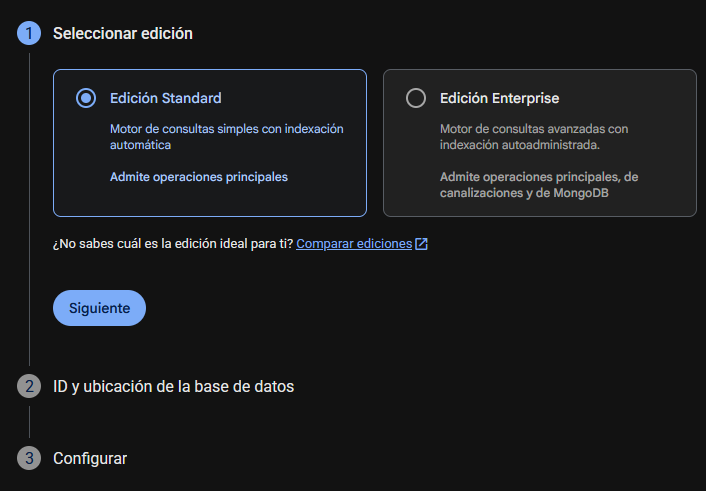 1 Seleccionar edición
Edición Standard
Motor de consultas simples con indexación
automática
Admite operaciones principales
Edición Enterprise
Motor de consultas avanzadas con
indexación autoadministrada.
Admite operaciones principales, de
canalizaciones y de MongoDB
¿No sabes cuál es la edición ideal para ti? Comparar ediciones
Siguiente
2 ID y ubicación de la base de datos
3 Configurar